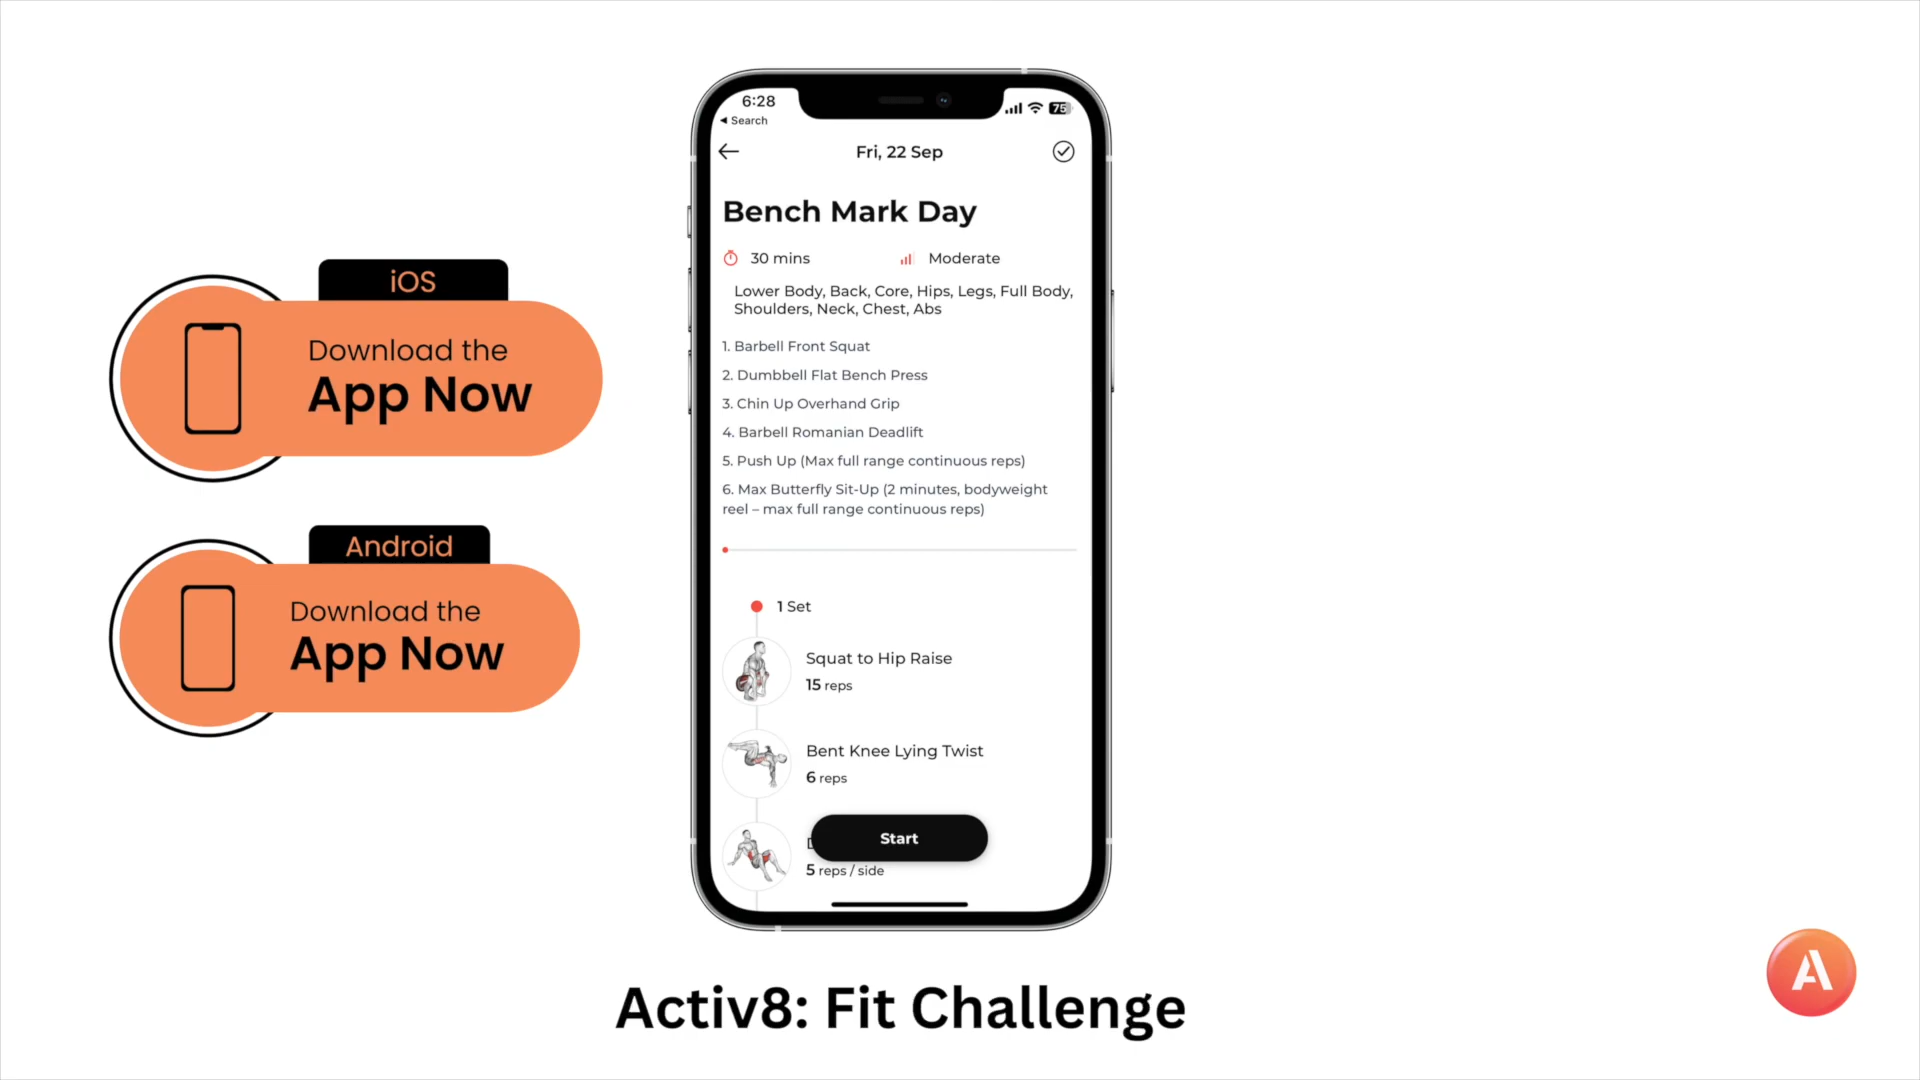 iOS
Download the
App Now
Android
Download the
App Now
6:28
75
◄ Search
Fri, 22 Sep
Bench Mark Day
30 mins
Moderate
Lower Body, Back, Core, Hips, Legs, Full Body,
Shoulders, Neck, Chest, Abs
1. Barbell Front Squat
2. Dumbbell Flat Bench Press
3. Chin Up Overhand Grip
4. Barbell Romanian Deadlift
5. Push Up (Max full range continuous reps)
6. Max Butterfly Sit-Up (2 minutes, bodyweight
reel – max full range continuous reps)
1 Set
Squat to Hip Raise
15 reps
Bent Knee Lying Twist
6 reps
Start
5 reps / side
Activ8: Fit Challenge
A